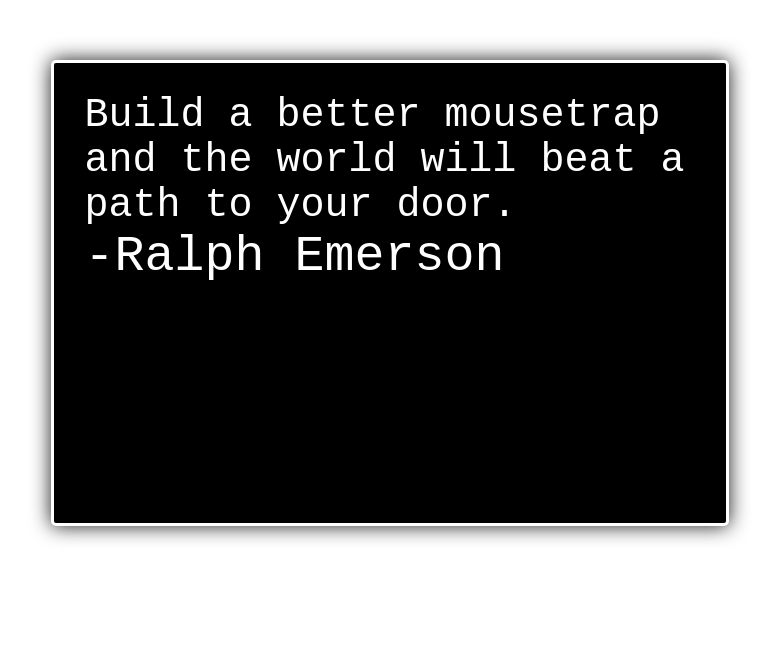 Build a better mousetrap
and the world will beat a
path to your door.
-Ralph Emerson